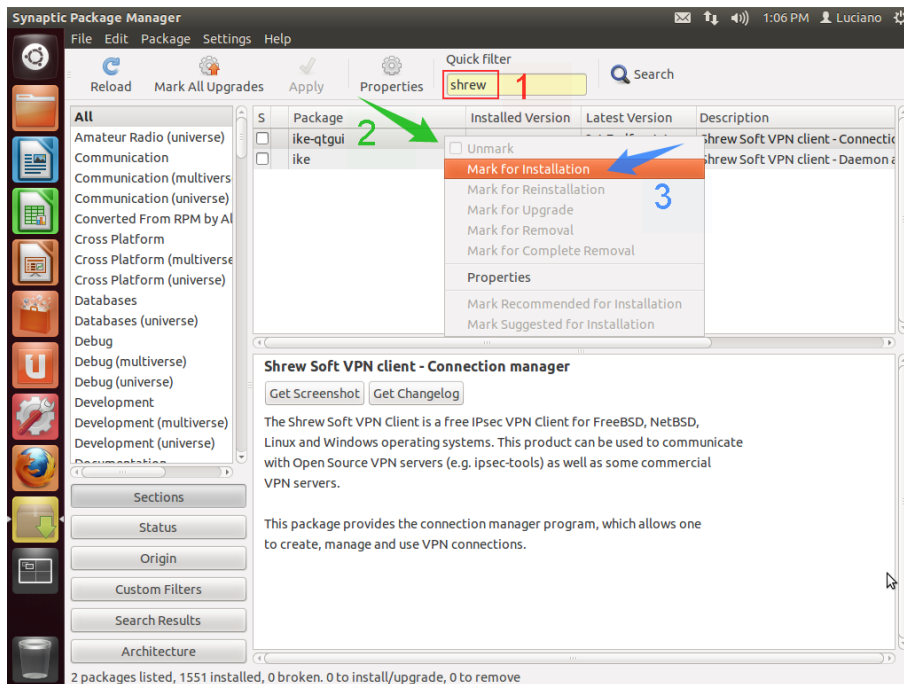 Synaptic Package Manager
1:06 PM Luciano
File Edit Package Settings Help
Quick filter
Reload Mark All Upgrades Apply Properties shrew 1 Search
All
S Package Installed Version Latest Version Description
Amateur Radio (universe)
Communication
Communication (multivers
Communication (universe)
Converted From RPM by Al
Cross Platform
Cross Platform (multiverse
Cross Platform (universe)
Databases
Databases (universe)
Debug
Debug (multiverse)
Debug (universe)
Development
Development (multiverse)
Development (universe)
ike-qtgui 2 Shrew Soft VPN client - Connectio
ike Shrew Soft VPN client - Daemon a
Unmark
Mark for Installation
Mark for Reinstallation
3
Mark for Upgrade
Mark for Removal
Mark for Complete Removal
Properties
Mark Recommended for Installation
Mark Suggested for Installation
Shrew Soft VPN client - Connection manager
Get Screenshot Get Changelog
The Shrew Soft VPN Client is a free IPsec VPN Client for FreeBSD, NetBSD,
Linux and Windows operating systems. This product can be used to communicate
with Open Source VPN servers (e.g. ipsec-tools) as well as some commercial
VPN servers.
This package provides the connection manager program, which allows one
to create, manage and use VPN connections.
Sections
Status
Origin
Custom Filters
Search Results
Architecture
2 packages listed, 1551 installed, 0 broken. 0 to install/upgrade, 0 to remove